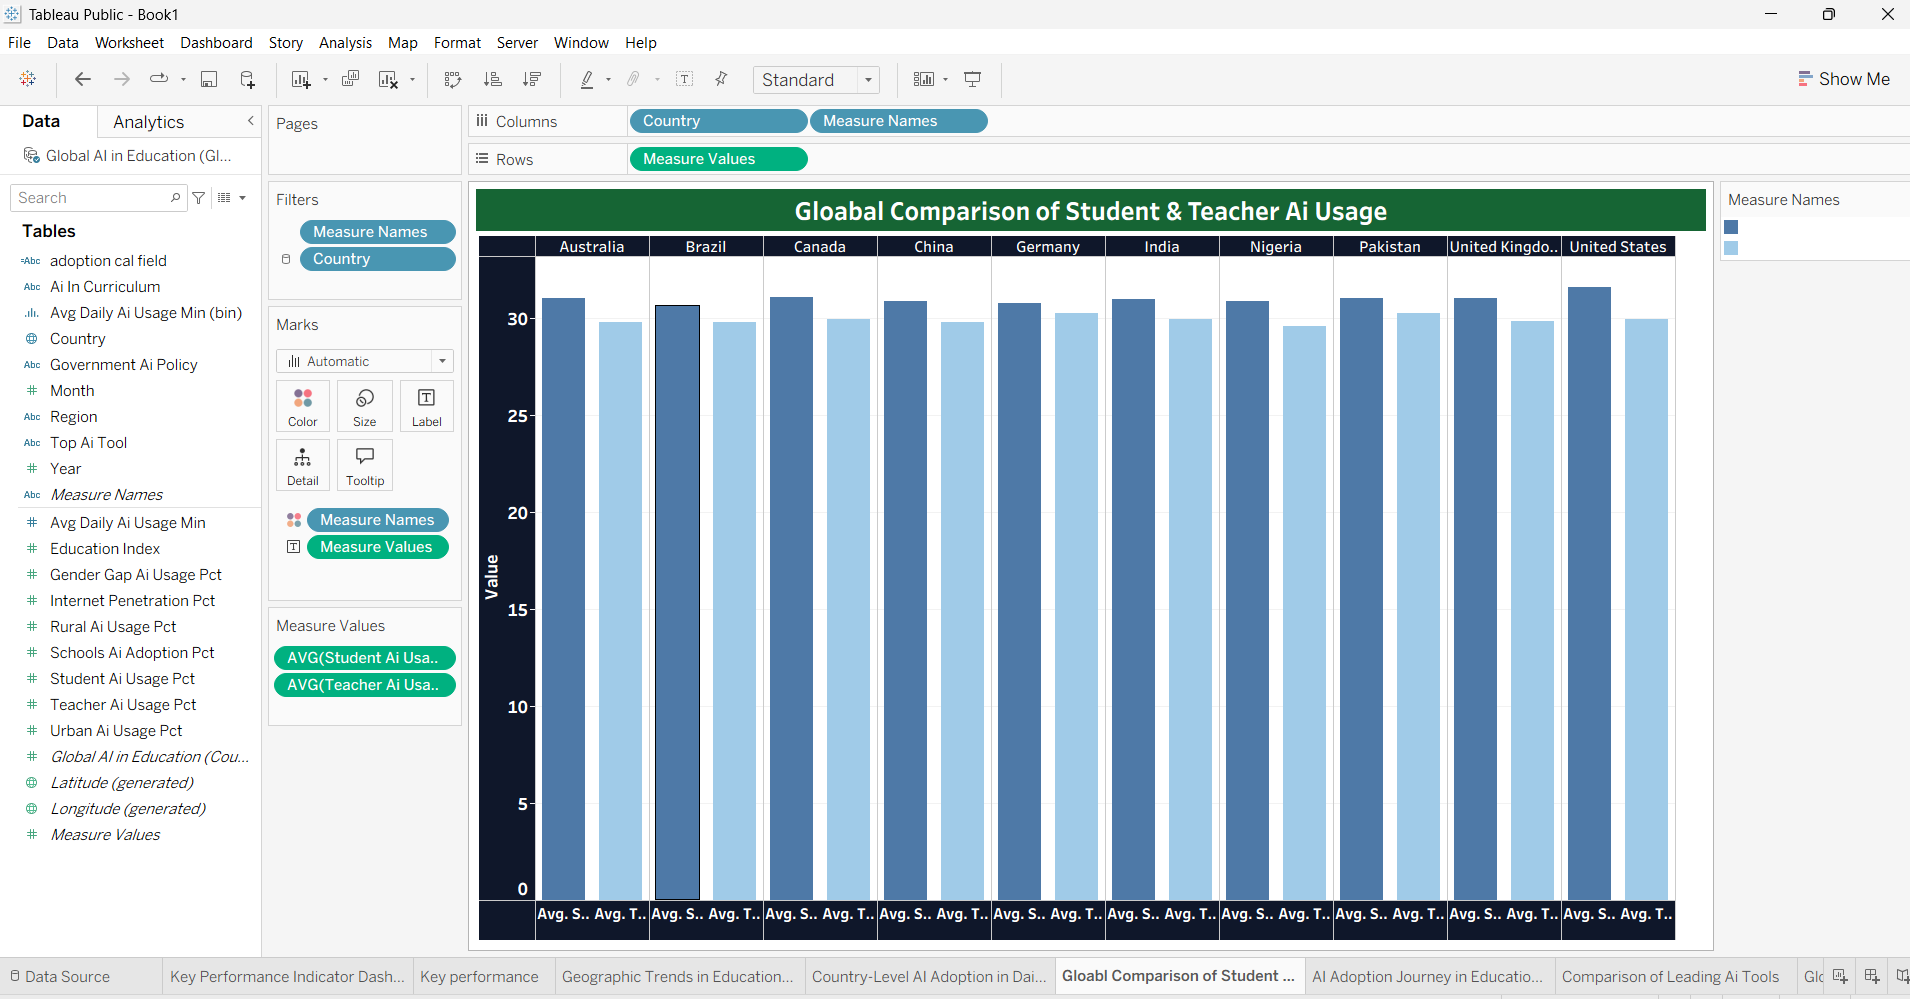 Tableau Public - Book1
File Data Worksheet Dashboard Story Analysis Map Format Server Window Help
Standard
Show Me
Data Analytics
Global AI in Education (Gl...
Search
Tables
=Abc adoption cal field
Abc Ai In Curriculum
Avg Daily Ai Usage Min (bin)
Country
Abc Government Ai Policy
# Month
Abc Region
Abc Top Ai Tool
# Year
Abc Measure Names
# Avg Daily Ai Usage Min
# Education Index
# Gender Gap Ai Usage Pct
# Internet Penetration Pct
# Rural Ai Usage Pct
# Schools Ai Adoption Pct
# Student Ai Usage Pct
# Teacher Ai Usage Pct
# Urban Ai Usage Pct
# Global AI in Education (Cou...
Latitude (generated)
Longitude (generated)
# Measure Values
Pages
Filters
Measure Names
Country
Marks
Automatic
Color Size Label
Detail Tooltip
Measure Names
Measure Values
Measure Values
AVG(Student Ai Usa..
AVG(Teacher Ai Usa..
Columns Country Measure Names
Rows Measure Values
Gloabal Comparison of Student & Teacher Ai Usage
Australia Brazil Canada China Germany India Nigeria Pakistan United Kingdo.. United States
30
25
20
Value
15
10
5
0
Avg. S.. Avg. T.. Avg. S.. Avg. T.. Avg. S.. Avg. T.. Avg. S.. Avg. T.. Avg. S.. Avg. T.. Avg. S.. Avg. T.. Avg. S.. Avg. T.. Avg. S.. Avg. T.. Avg. S.. Avg. T.. Avg. S.. Avg. T..
Measure Names
Data Source Key Performance Indicator Dash... Key performance Geographic Trends in Education... Country-Level AI Adoption in Dai... Gloabl Comparison of Student ... AI Adoption Journey in Educatio... Comparison of Leading Ai Tools Glo